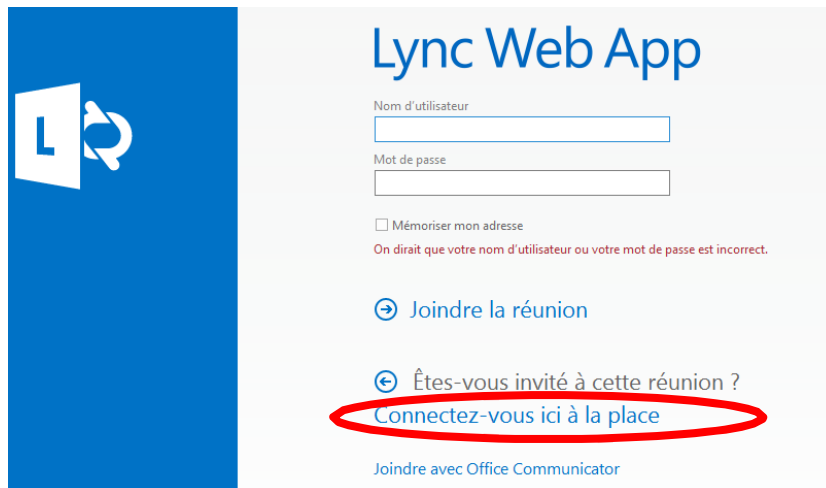 Lync Web App
Nom d'utilisateur
Mot de passe
Mémoriser mon adresse
On dirait que votre nom d'utilisateur ou votre mot de passe est incorrect.
Joindre la réunion
Êtes-vous invité à cette réunion ?
Connectez-vous ici à la place
Joindre avec Office Communicator